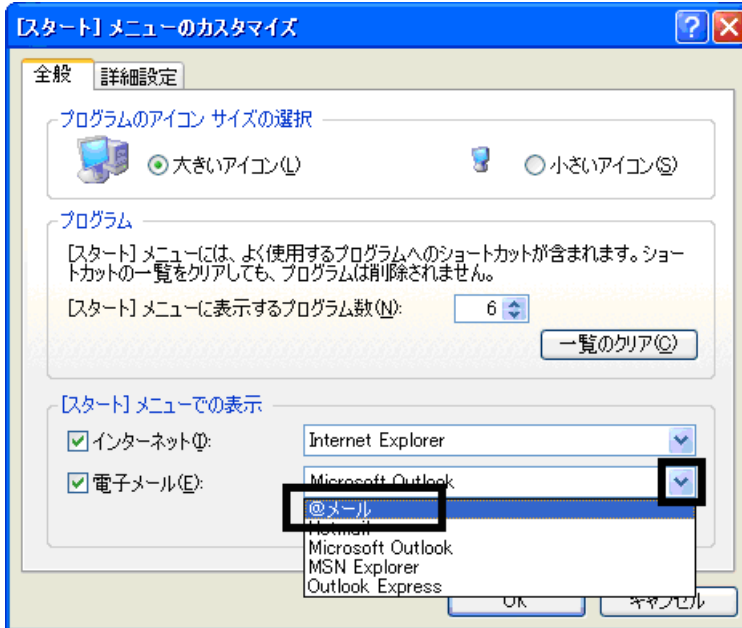 [スタート] メニューのカスタマイズ
全般 詳細設定
プログラムのアイコン サイズの選択
大きいアイコン(L) 小さいアイコン(S)
プログラム
[スタート] メニューには、よく使用するプログラムへのショートカットが含まれます。ショー
トカットの一覧をクリアしても、プログラムは削除されません。
[スタート] メニューに表示するプログラム数(N): 6
一覧のクリア(C)
[スタート] メニューでの表示
インターネット(I): Internet Explorer
電子メール(E): Microsoft Outlook
@メール
Hotmail
Microsoft Outlook
MSN Explorer
Outlook Express
OK キャンセル